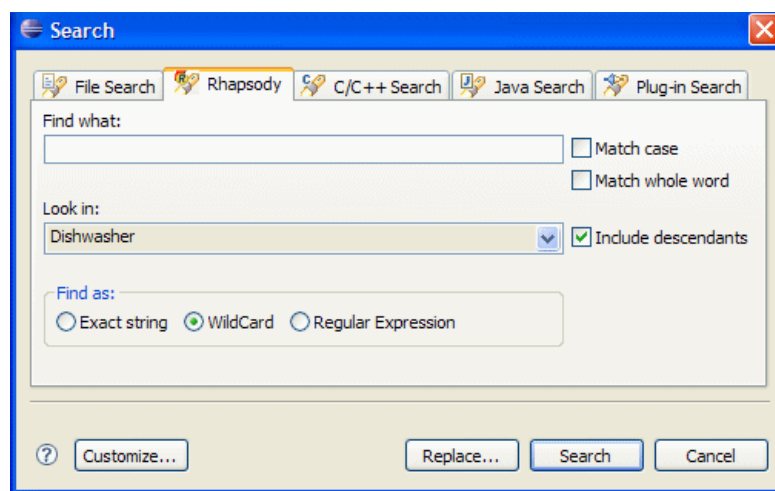 Search
File Search Rhapsody C/C++ Search Java Search Plug-in Search
Find what:
Match case
Match whole word
Look in:
Dishwasher
Include descendants
Find as:
Exact string WildCard Regular Expression
? Customize... Replace... Search Cancel